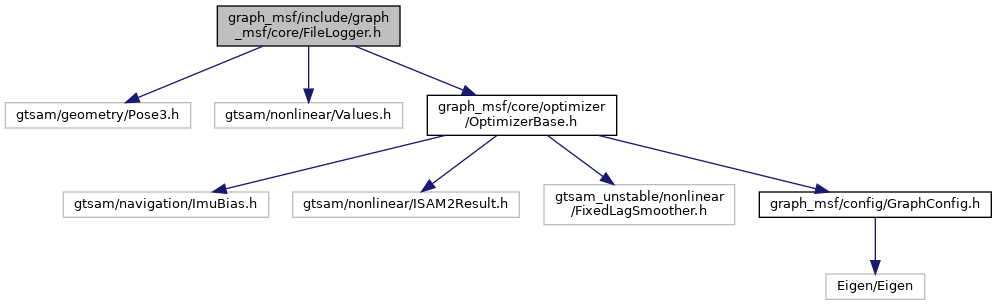 graph_msf/include/graph
_msf/core/FileLogger.h
gtsam/geometry/Pose3.h
gtsam/nonlinear/Values.h
graph_msf/core/optimizer
/OptimizerBase.h
gtsam/navigation/ImuBias.h
gtsam/nonlinear/ISAM2Result.h
gtsam_unstable/nonlinear
/FixedLagSmoother.h
graph_msf/config/GraphConfig.h
Eigen/Eigen